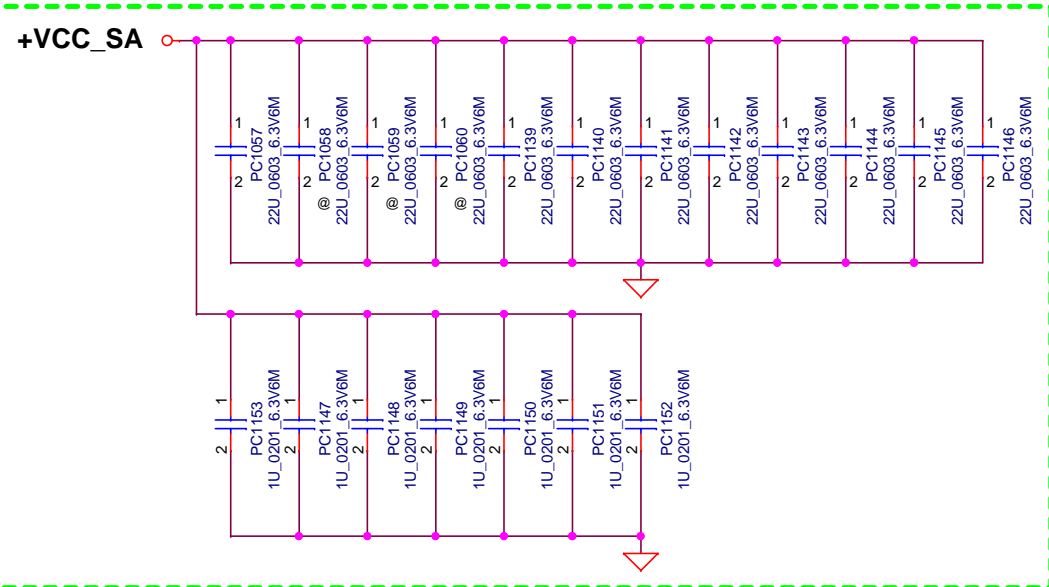 +VCC_SA
1
2
PC1057
22U_0603_6.3V6M
1
2
@
PC1058
22U_0603_6.3V6M
1
2
@
PC1059
22U_0603_6.3V6M
1
2
@
PC1060
22U_0603_6.3V6M
1
2
PC1139
22U_0603_6.3V6M
1
2
PC1140
22U_0603_6.3V6M
1
2
PC1141
22U_0603_6.3V6M
1
2
PC1142
22U_0603_6.3V6M
1
2
PC1143
22U_0603_6.3V6M
1
2
PC1144
22U_0603_6.3V6M
1
2
PC1145
22U_0603_6.3V6M
1
2
PC1146
22U_0603_6.3V6M
1
2
PC1153
1U_0201_6.3V6M
1
2
PC1147
1U_0201_6.3V6M
1
2
PC1148
1U_0201_6.3V6M
1
2
PC1149
1U_0201_6.3V6M
1
2
PC1150
1U_0201_6.3V6M
1
2
PC1151
1U_0201_6.3V6M
1
2
PC1152
1U_0201_6.3V6M